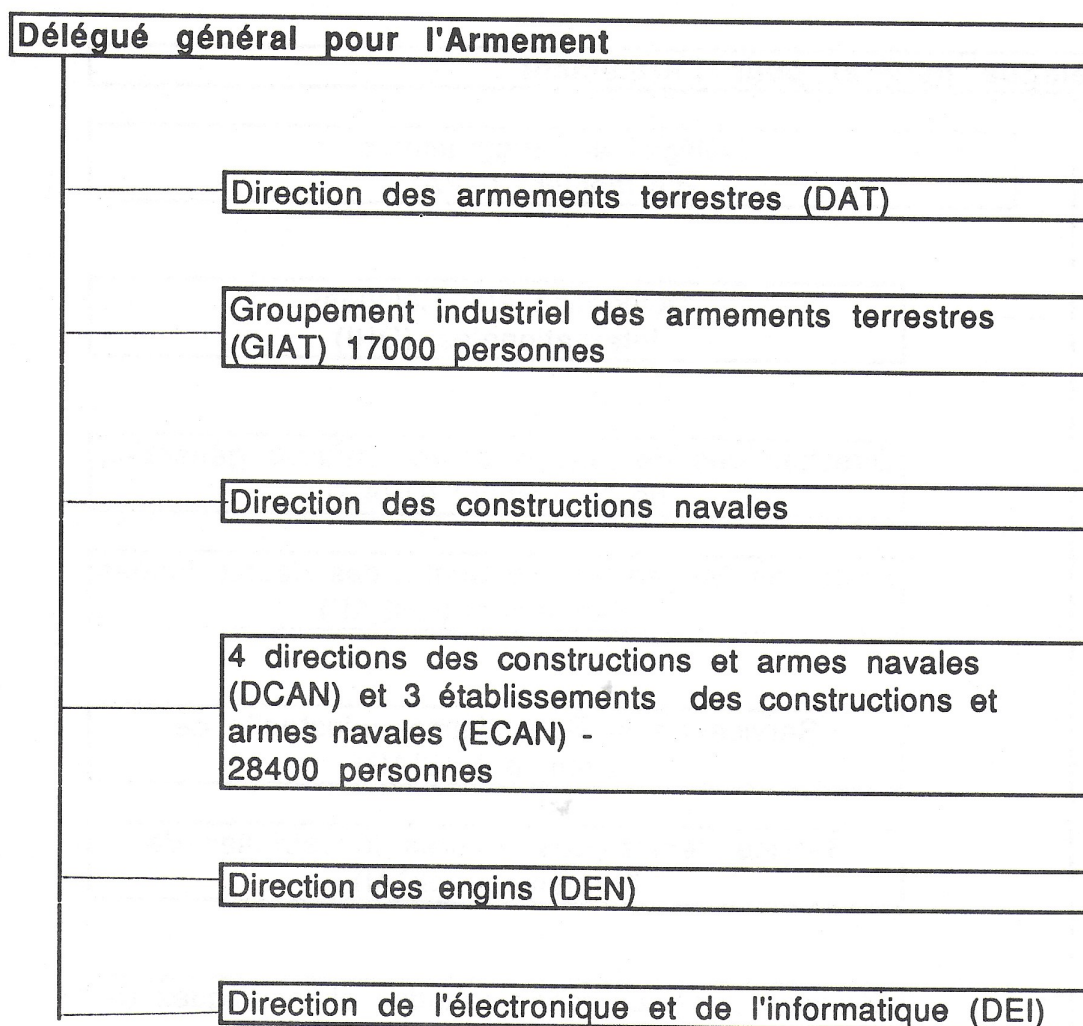 Délégué général pour l'Armement
Direction des armements terrestres (DAT)
Groupement industriel des armements terrestres
(GIAT) 17000 personnes
Direction des constructions navales
4 directions des constructions et armes navales
(DCAN) et 3 établissements des constructions et
armes navales (ECAN) -
28400 personnes
Direction des engins (DEN)
Direction de l'électronique et de l'informatique (DEI)